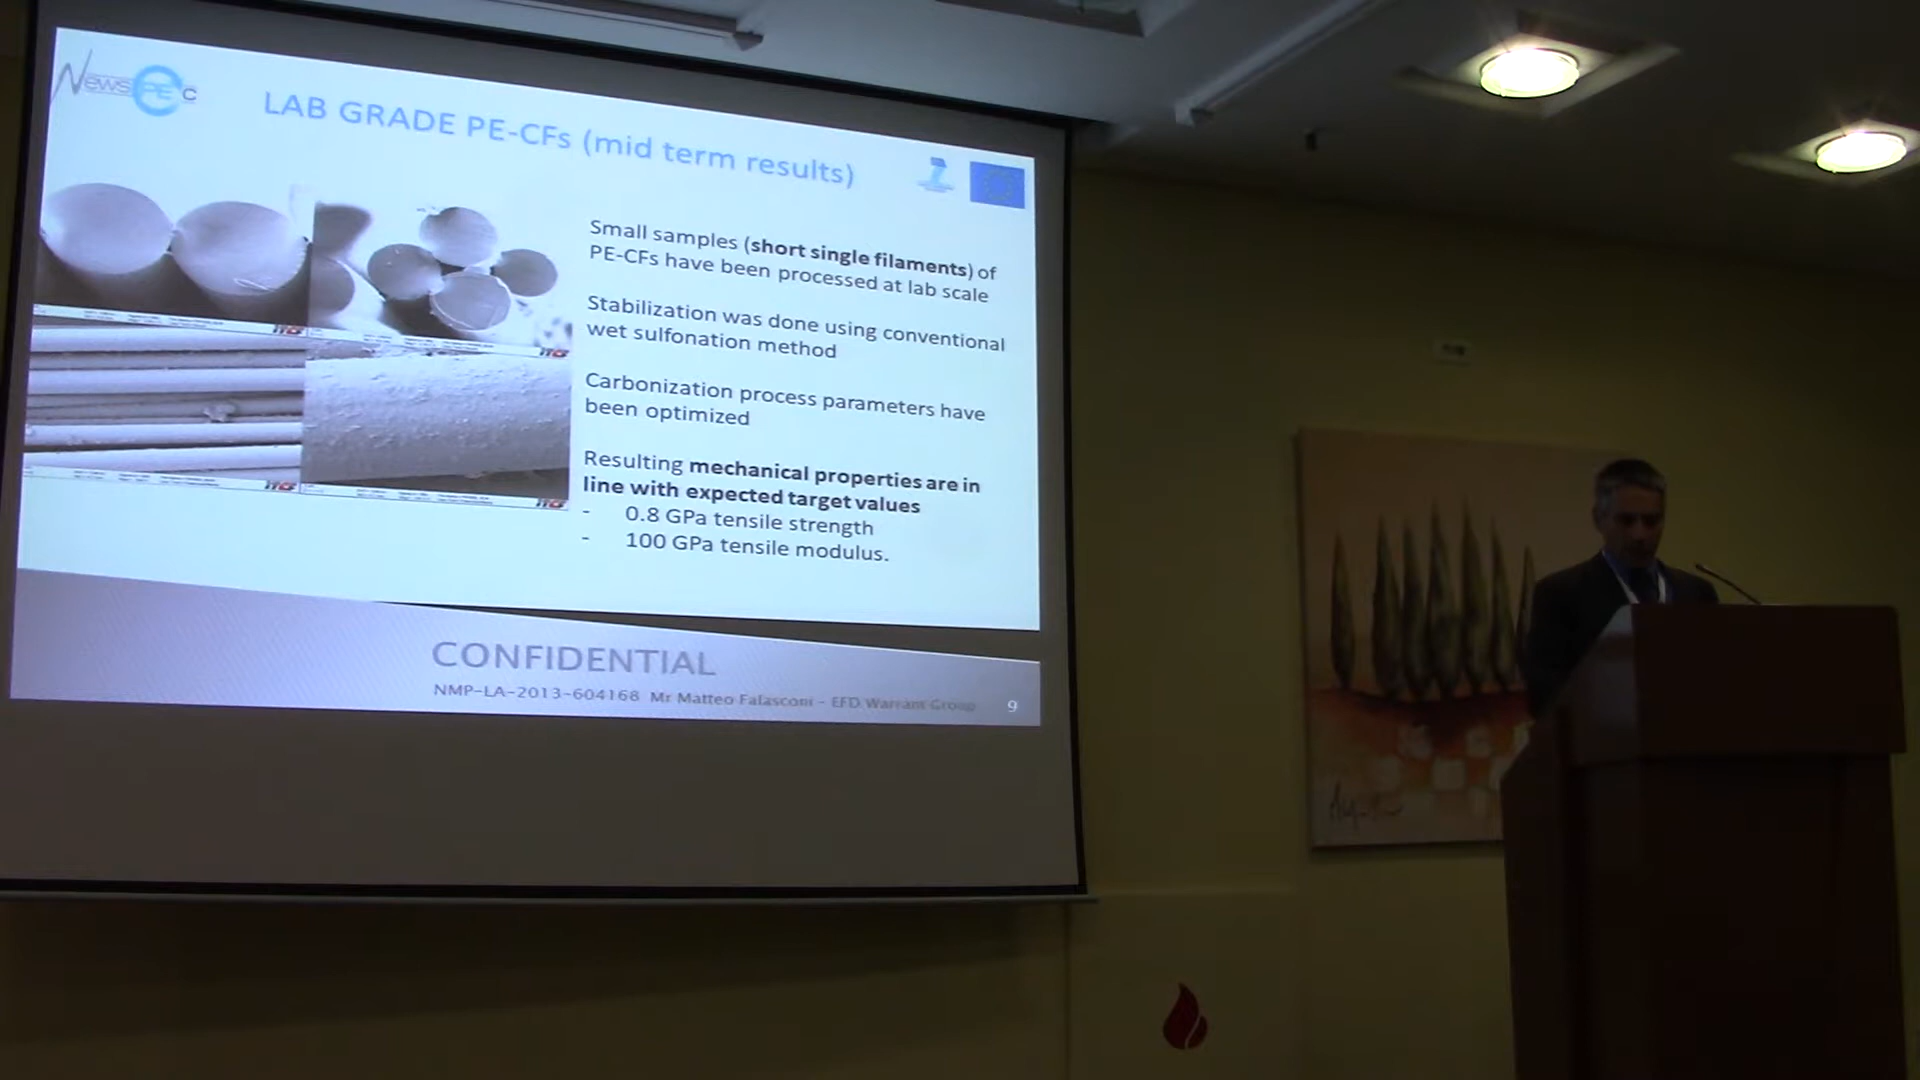 NewsPEc
LAB GRADE PE-CFs (mid term results)
Small samples (short single filaments) of
PE-CFs have been processed at lab scale
Stabilization was done using conventional
wet sulfonation method
Carbonization process parameters have
been optimized
Resulting mechanical properties are in
line with expected target values
- 0.8 GPa tensile strength
- 100 GPa tensile modulus.
CONFIDENTIAL
NMP-LA-2013-604168 Mr Matteo Falasconi - EFD Warrant Group
9